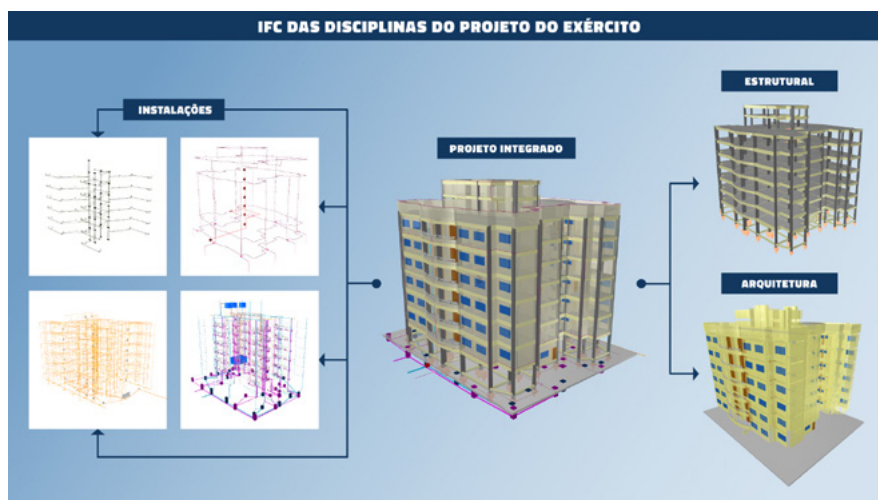 IFC DAS DISCIPLINAS DO PROJETO DO EXÉRCITO
INSTALAÇÕES
PROJETO INTEGRADO
ESTRUTURAL
ARQUITETURA